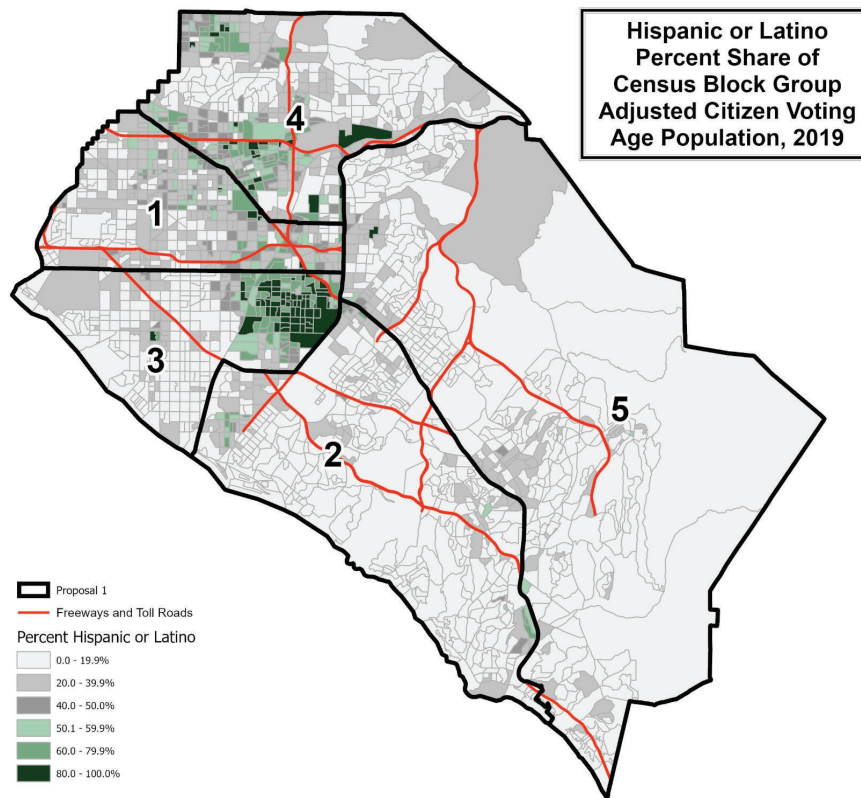 Hispanic or Latino
Percent Share of
Census Block Group
Adjusted Citizen Voting
Age Population, 2019
4
1
3
5
2
Proposal 1
Freeways and Toll Roads
Percent Hispanic or Latino
0.0 - 19.9%
20.0 - 39.9%
40.0 - 50.0%
50.1 - 59.9%
60.0 - 79.9%
80.0 - 100.0%